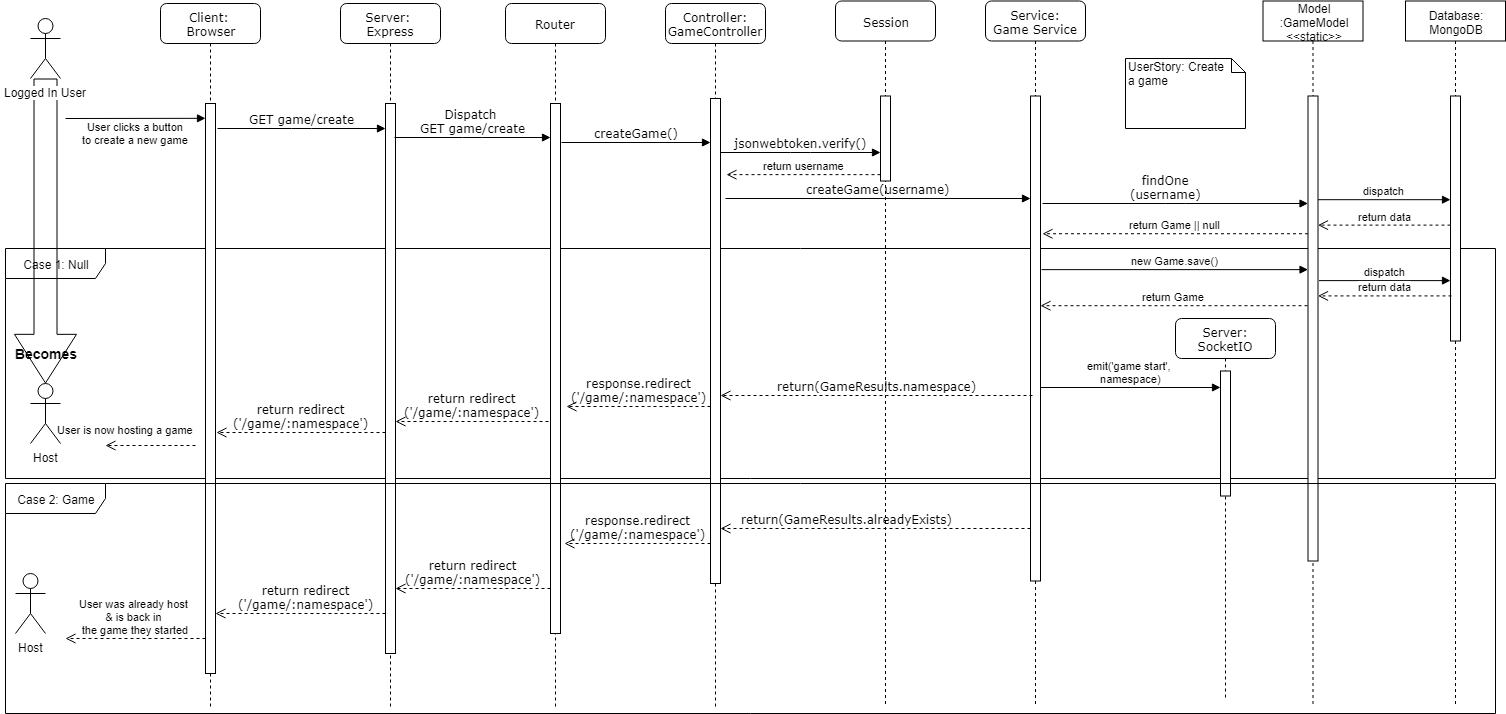 Client:
Browser
Server:
Express
Router
Controller:
GameController
Session
Service:
Game Service
Model
:GameModel
<<static>>
Database:
MongoDB
UserStory: Create
a game
Logged In User
User clicks a button
to create a new game
GET game/create
Dispatch
GET game/create
createGame()
jsonwebtoken.verify()
return username
createGame(username)
findOne
(username)
dispatch
return data
return Game || null
Case 1: Null
new Game.save()
dispatch
return data
return Game
Server:
SocketIO
Becomes
emit('game start',
namespace)
return(GameResults.namespace)
response.redirect
('/game/:namespace')
return redirect
('/game/:namespace')
return redirect
('/game/:namespace')
User is now hosting a game
Host
Case 2: Game
return(GameResults.alreadyExists)
response.redirect
('/game/:namespace')
return redirect
('/game/:namespace')
return redirect
('/game/:namespace')
User was already host
& is back in
the game they started
Host